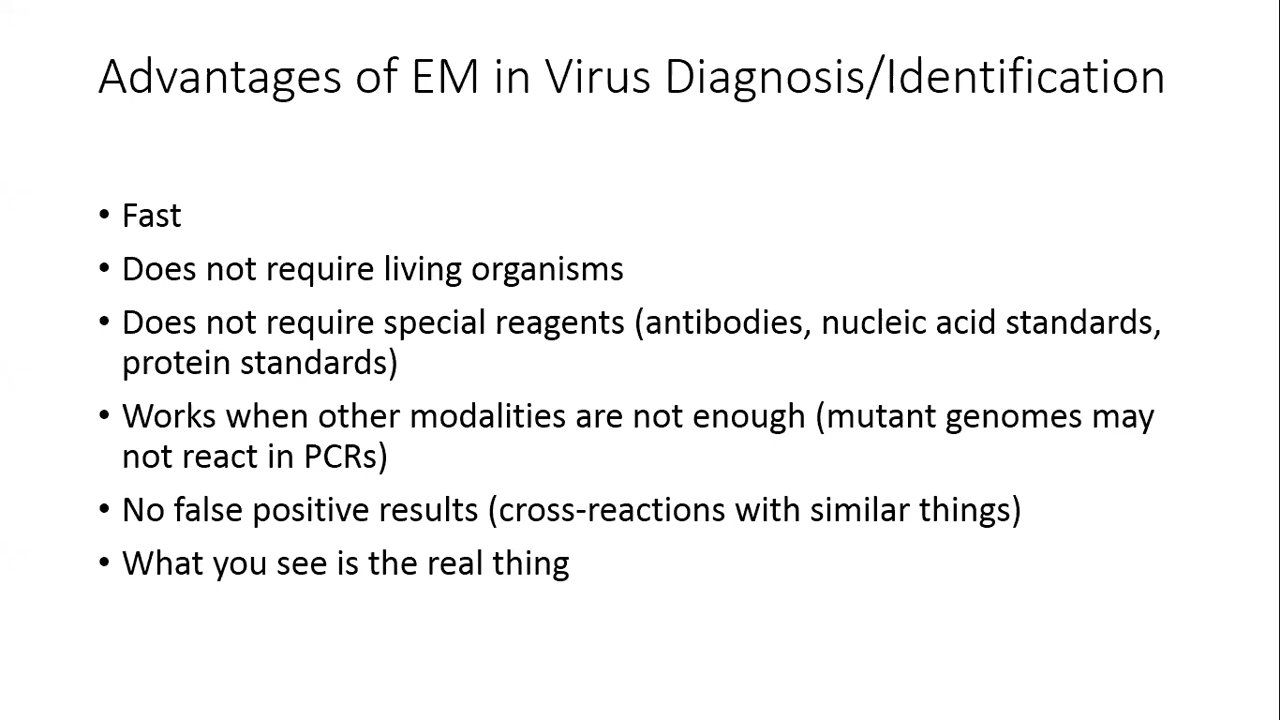 Advantages of EM in Virus Diagnosis/Identification
• Fast
• Does not require living organisms
• Does not require special reagents (antibodies, nucleic acid standards,
protein standards)
• Works when other modalities are not enough (mutant genomes may
not react in PCRs)
• No false positive results (cross-reactions with similar things)
• What you see is the real thing